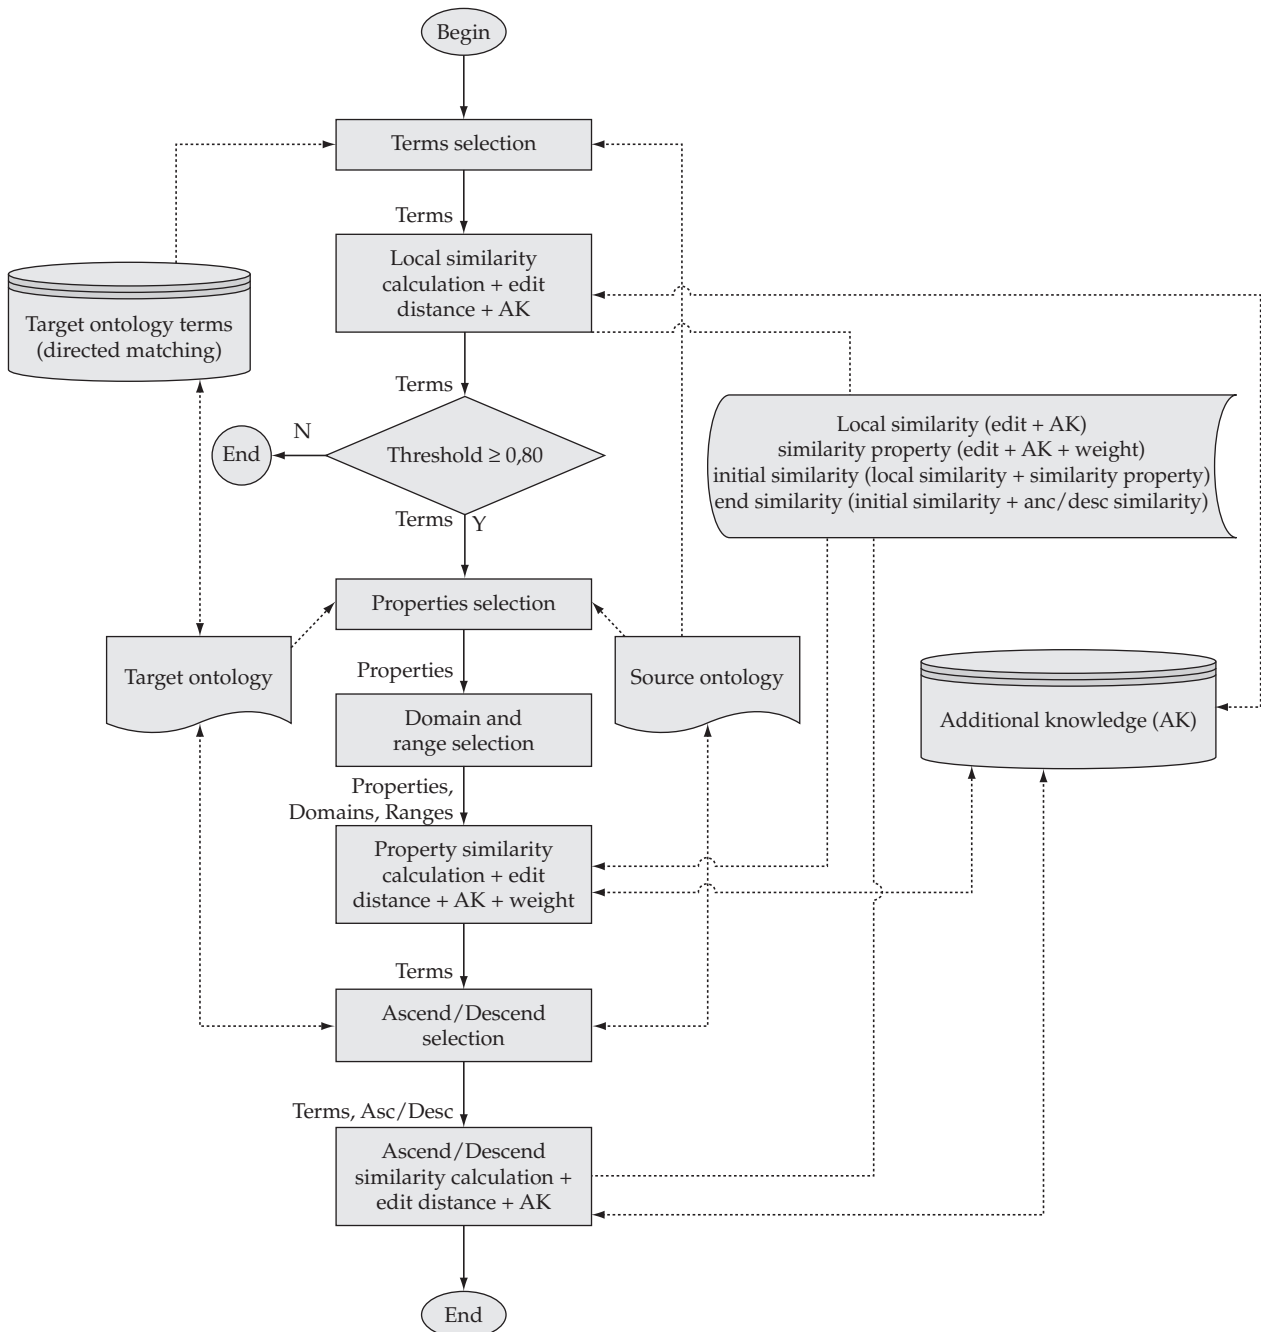 Begin
Terms selection
Terms
Local similarity
calculation + edit
distance + AK
Target ontology terms
(directed matching)
Terms
N
End
Threshold ≥ 0,80
Local similarity (edit + AK)
similarity property (edit + AK + weight)
initial similarity (local similarity + similarity property)
end similarity (initial similarity + anc/desc similarity)
Terms
Y
Properties selection
Target ontology
Properties
Source ontology
Domain and
range selection
Additional knowledge (AK)
Properties,
Domains, Ranges
Property similarity
calculation + edit
distance + AK + weight
Terms
Ascend/Descend
selection
Terms, Asc/Desc
Ascend/Descend
similarity calculation +
edit distance + AK
End